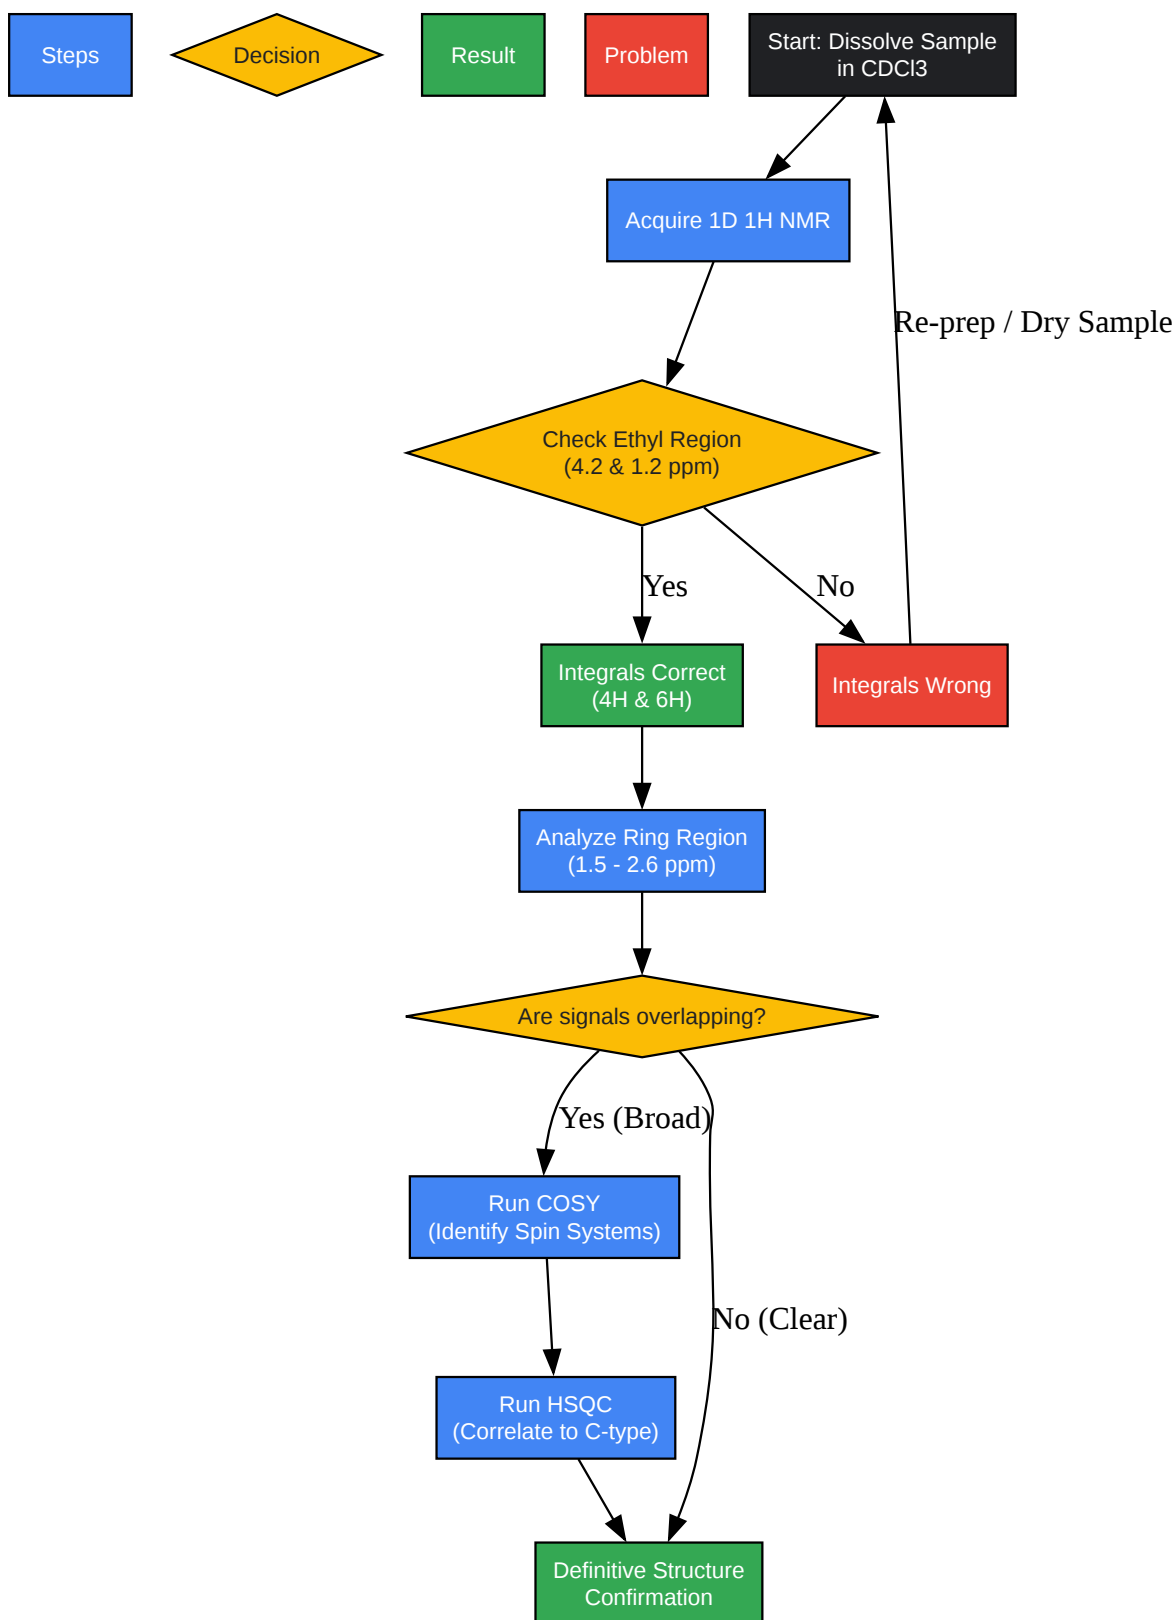 Steps
Decision
Result
Problem
Start: Dissolve Sample
in CDCl3
Acquire 1D 1H NMR
Re-prep / Dry Sample
Check Ethyl Region
(4.2 & 1.2 ppm)
Yes
No
Integrals Correct
(4H & 6H)
Integrals Wrong
Analyze Ring Region
(1.5 - 2.6 ppm)
Are signals overlapping?
Yes (Broad)
Run COSY
(Identify Spin Systems)
No (Clear)
Run HSQC
(Correlate to C-type)
Definitive Structure
Confirmation